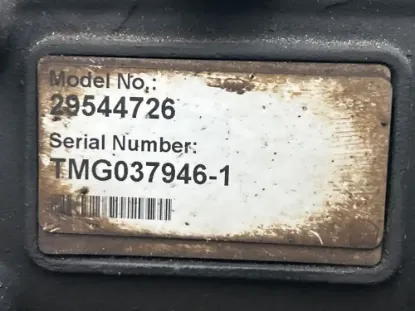 Model No.:
29544726
Serial Number:
TMG037946-1